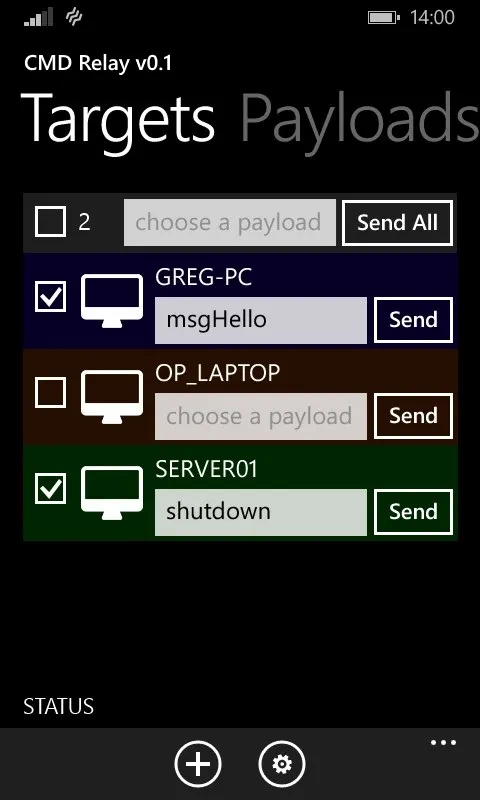 14:00
CMD Relay v0.1
Targets Payloads
2 choose a payload Send All
GREG-PC
msgHello Send
OP_LAPTOP
choose a payload Send
SERVER01
shutdown Send
STATUS